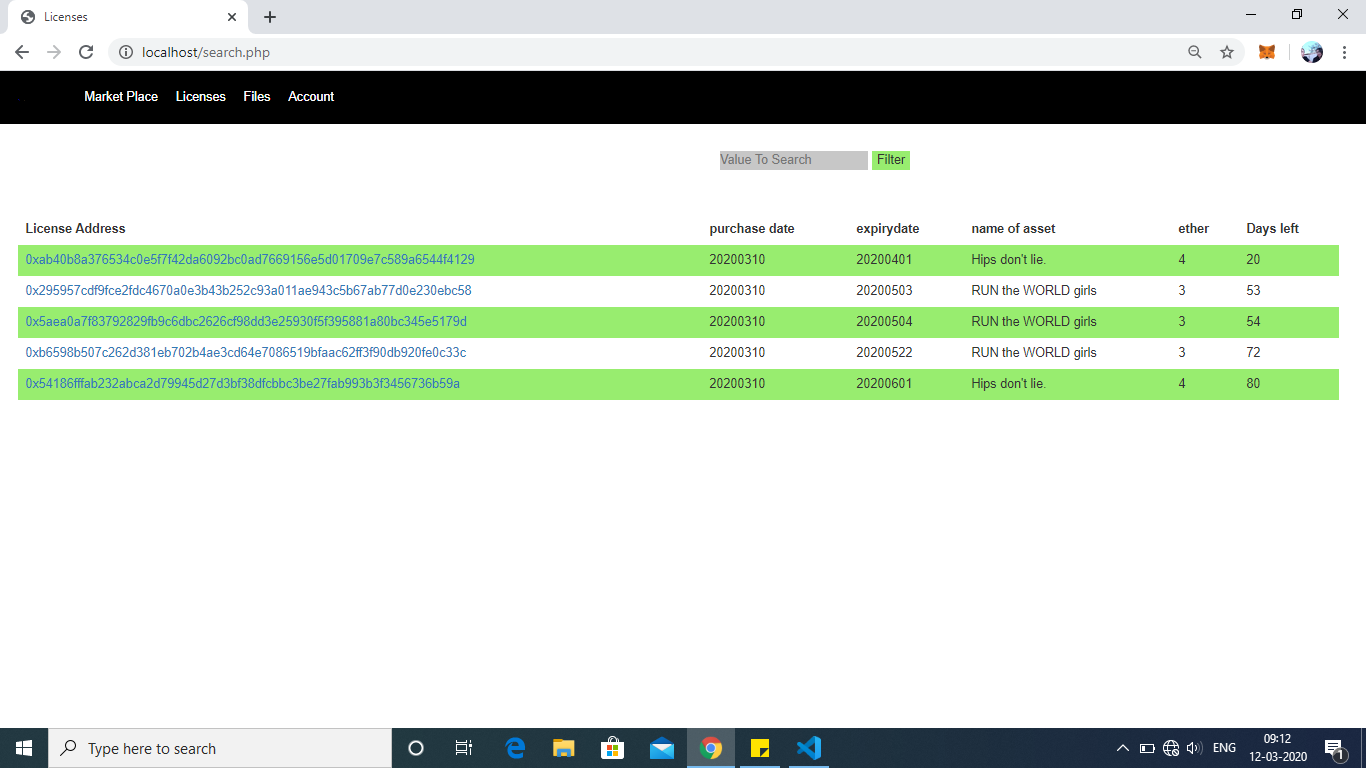 Licenses
localhost/search.php
Market Place Licenses Files Account
Value To Search Filter
License Address purchase date expirydate name of asset ether Days left
0xab40b8a376534c0e5f7f42da6092bc0ad7669156e5d01709e7c589a6544f4129 20200310 20200401 Hips don't lie. 4 20
0x295957cdf9fce2fdc4670a0e3b43b252c93a011ae943c5b67ab77d0e230ebc58 20200310 20200503 RUN the WORLD girls 3 53
0x5aea0a7f83792829fb9c6dbc2626cf98dd3e25930f5f395881a80bc345e5179d 20200310 20200504 RUN the WORLD girls 3 54
0xb6598b507c262d381eb702b4ae3cd64e7086519bfaac62ff3f90db920fe0c33c 20200310 20200522 RUN the WORLD girls 3 72
0x54186fffab232abca2d79945d27d3bf38dfcbbc3be27fab993b3f3456736b59a 20200310 20200601 Hips don't lie. 4 80
Type here to search
ENG
09:12
12-03-2020
1